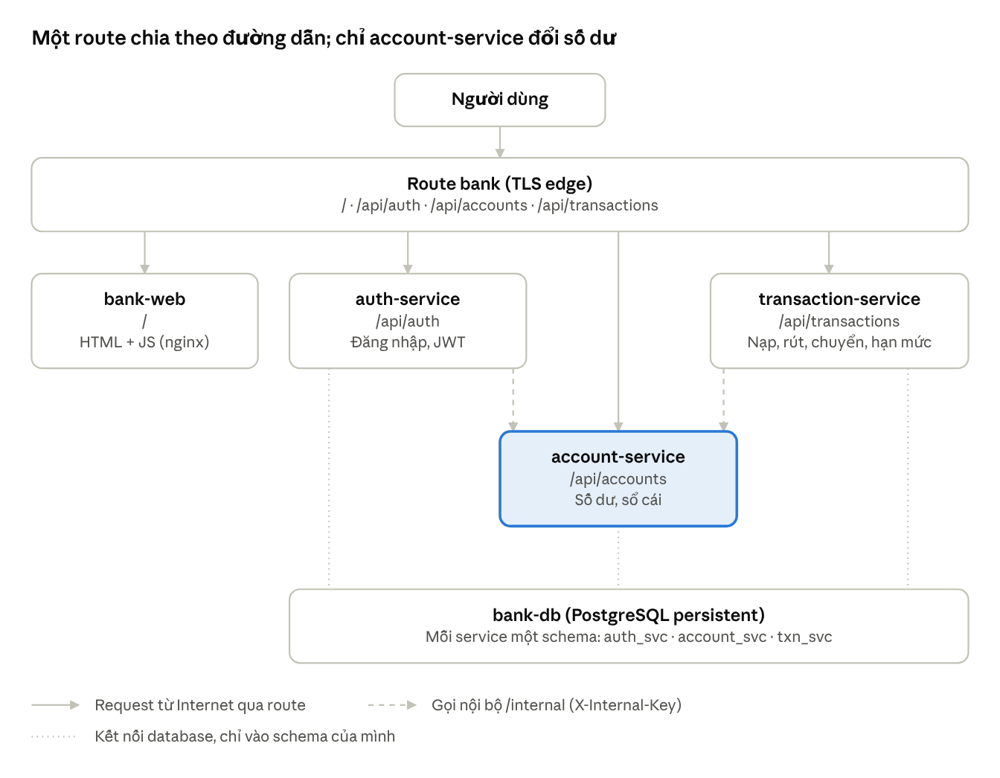 Một route chia theo đường dẫn; chỉ account-service đổi số dư
Người dùng
Route bank (TLS edge)
/ · /api/auth · /api/accounts · /api/transactions
bank-web
/
HTML + JS (nginx)
auth-service
/api/auth
Đăng nhập, JWT
transaction-service
/api/transactions
Nạp, rút, chuyển, hạn mức
account-service
/api/accounts
Số dư, sổ cái
bank-db (PostgreSQL persistent)
Mỗi service một schema: auth_svc · account_svc · txn_svc
Request từ Internet qua route
Gọi nội bộ /internal (X-Internal-Key)
Kết nối database, chỉ vào schema của mình